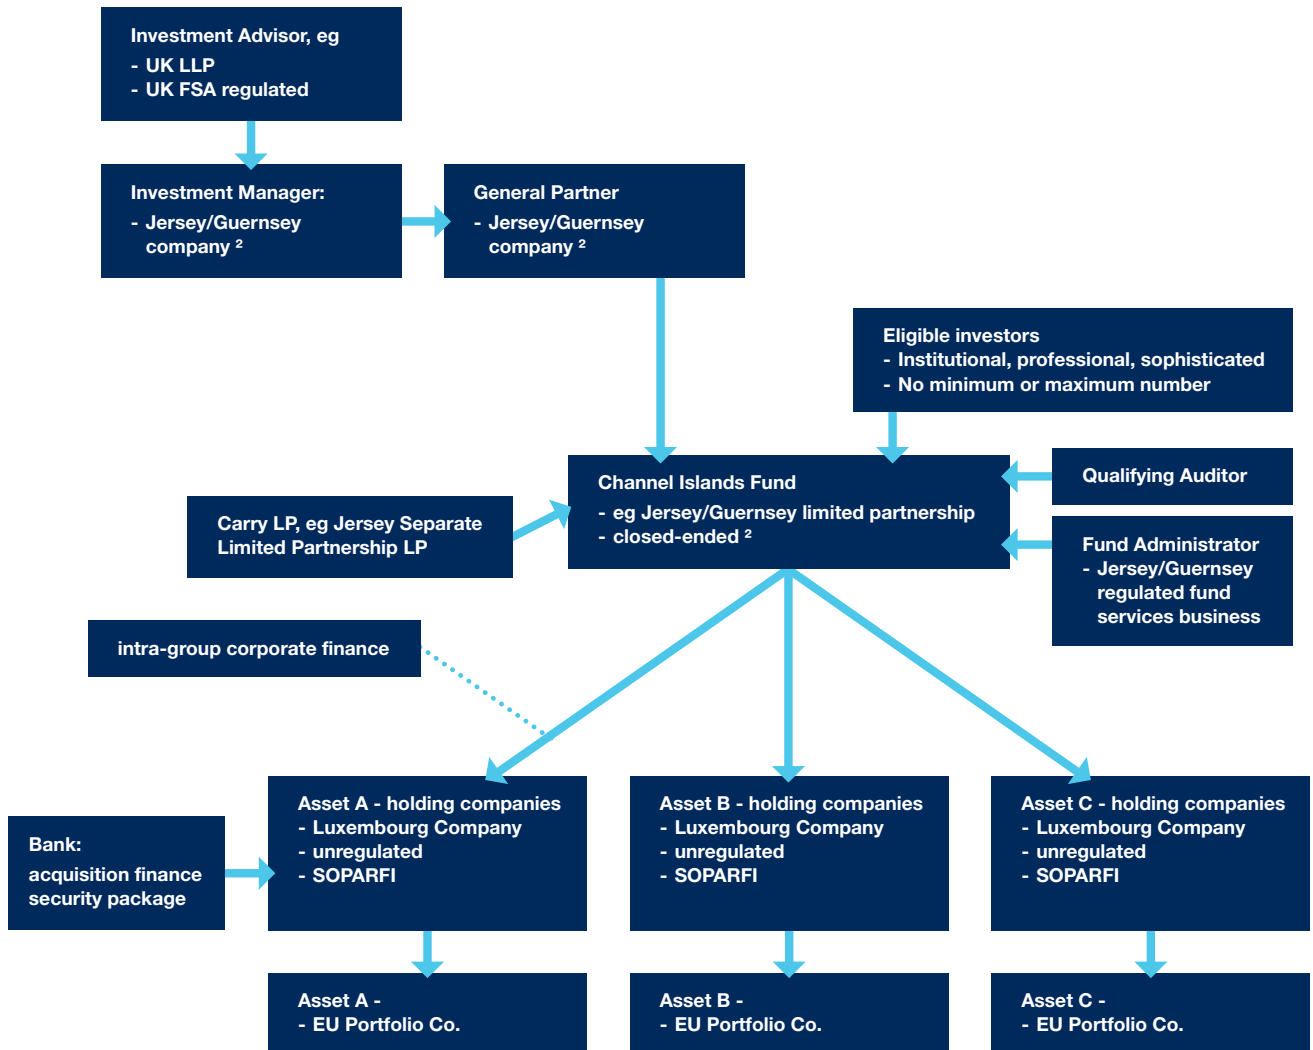 Investment Advisor, eg
- UK LLP
- UK FSA regulated
Investment Manager:
- Jersey/Guernsey
company ²
General Partner
- Jersey/Guernsey
company ²
Eligible investors
- Institutional, professional, sophisticated
- No minimum or maximum number
Channel Islands Fund
- eg Jersey/Guernsey limited partnership
- closed-ended ²
Qualifying Auditor
Carry LP, eg Jersey Separate
Limited Partnership LP
Fund Administrator
- Jersey/Guernsey
regulated fund
services business
intra-group corporate finance
Bank:
acquisition finance
security package
Asset A - holding companies
- Luxembourg Company
- unregulated
- SOPARFI
Asset B - holding companies
- Luxembourg Company
- unregulated
- SOPARFI
Asset C - holding companies
- Luxembourg Company
- unregulated
- SOPARFI
Asset A -
- EU Portfolio Co.
Asset B -
- EU Portfolio Co.
Asset C -
- EU Portfolio Co.